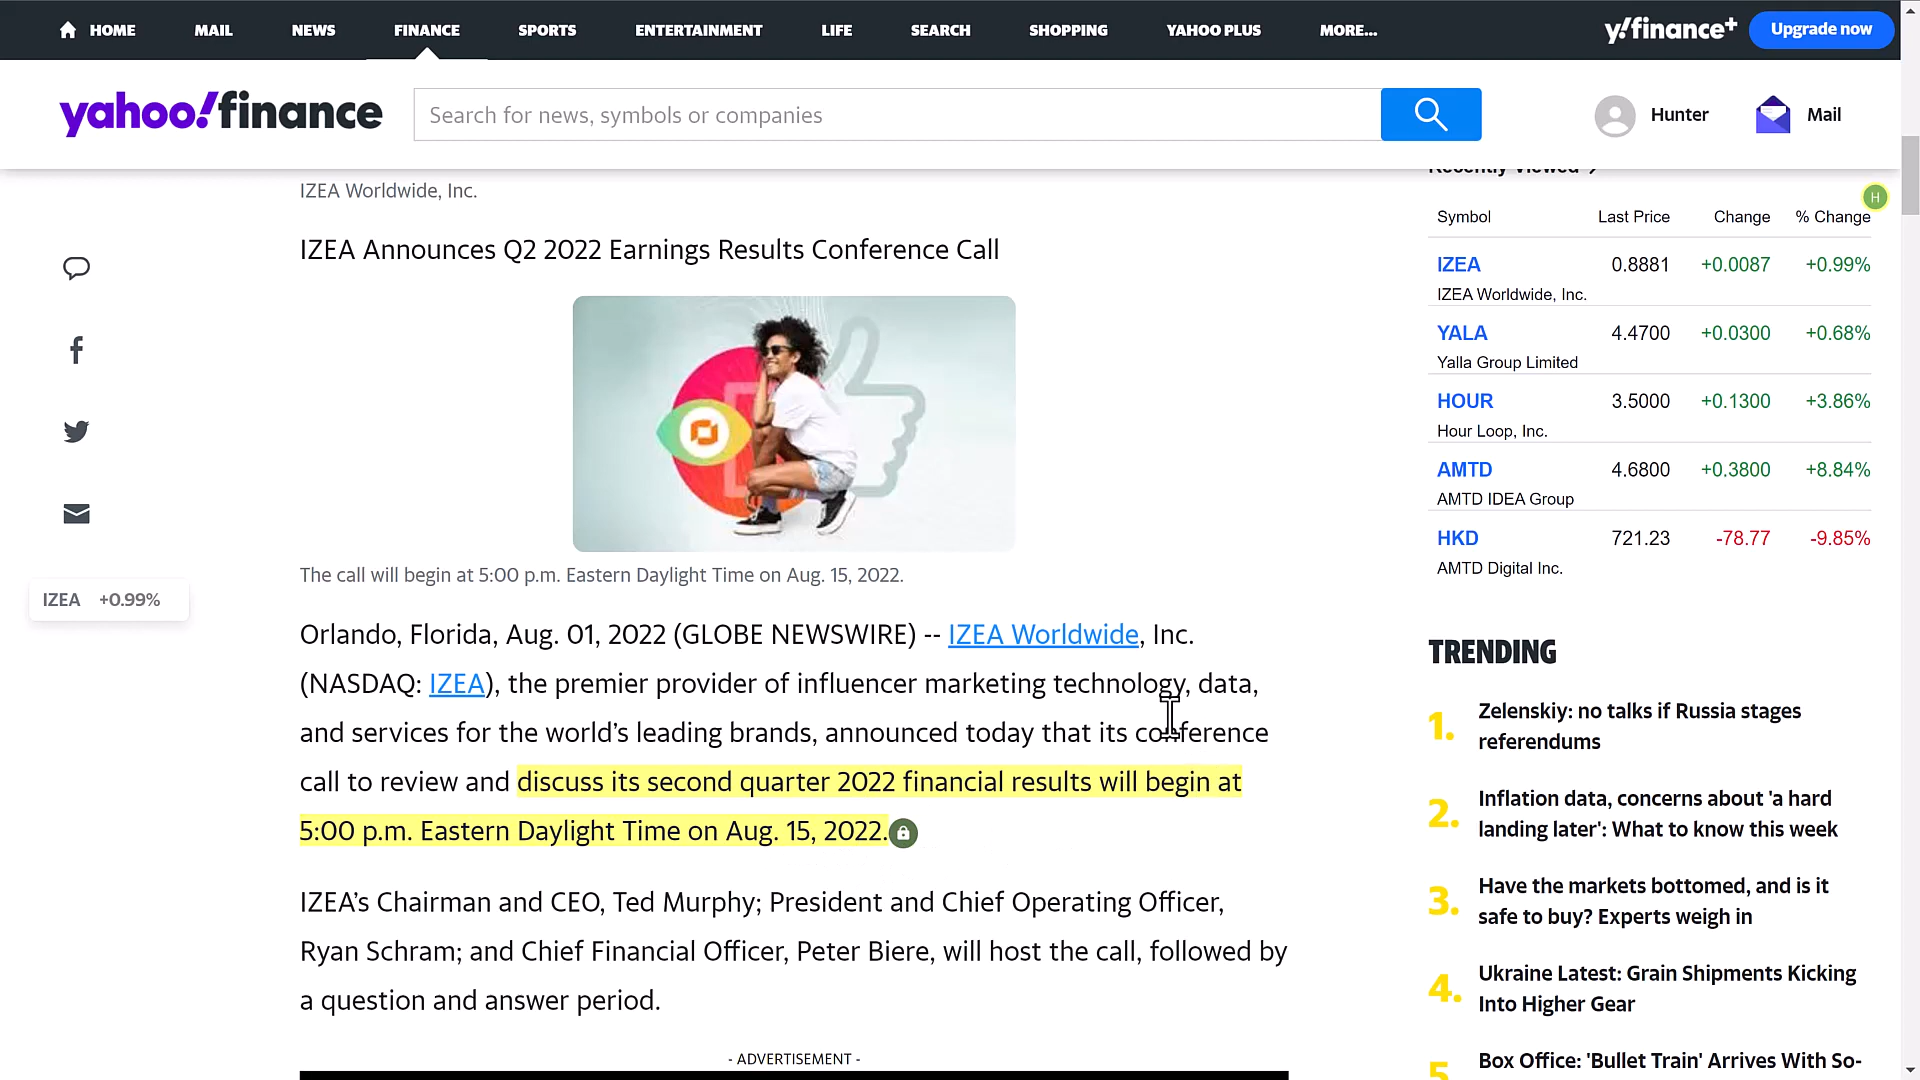 HOME MAIL NEWS FINANCE SPORTS ENTERTAINMENT LIFE SEARCH SHOPPING YAHOO PLUS MORE... y!finance+ Upgrade now
yahoo!finance Search for news, symbols or companies Hunter Mail
IZEA Worldwide, Inc.
IZEA Announces Q2 2022 Earnings Results Conference Call
The call will begin at 5:00 p.m. Eastern Daylight Time on Aug. 15, 2022.
IZEA +0.99%
Orlando, Florida, Aug. 01, 2022 (GLOBE NEWSWIRE) -- IZEA Worldwide, Inc.
(NASDAQ: IZEA), the premier provider of influencer marketing technology, data,
and services for the world’s leading brands, announced today that its conference
call to review and discuss its second quarter 2022 financial results will begin at
5:00 p.m. Eastern Daylight Time on Aug. 15, 2022.
IZEA’s Chairman and CEO, Ted Murphy; President and Chief Operating Officer,
Ryan Schram; and Chief Financial Officer, Peter Biere, will host the call, followed by
a question and answer period.
- ADVERTISEMENT -
Recently Viewed
H
Symbol Last Price Change % Change
IZEA 0.8881 +0.0087 +0.99%
IZEA Worldwide, Inc.
YALA 4.4700 +0.0300 +0.68%
Yalla Group Limited
HOUR 3.5000 +0.1300 +3.86%
Hour Loop, Inc.
AMTD 4.6800 +0.3800 +8.84%
AMTD IDEA Group
HKD 721.23 -78.77 -9.85%
AMTD Digital Inc.
TRENDING
1. Zelenskiy: no talks if Russia stages
referendums
2. Inflation data, concerns about 'a hard
landing later': What to know this week
3. Have the markets bottomed, and is it
safe to buy? Experts weigh in
4. Ukraine Latest: Grain Shipments Kicking
Into Higher Gear
5. Box Office: 'Bullet Train' Arrives With So-